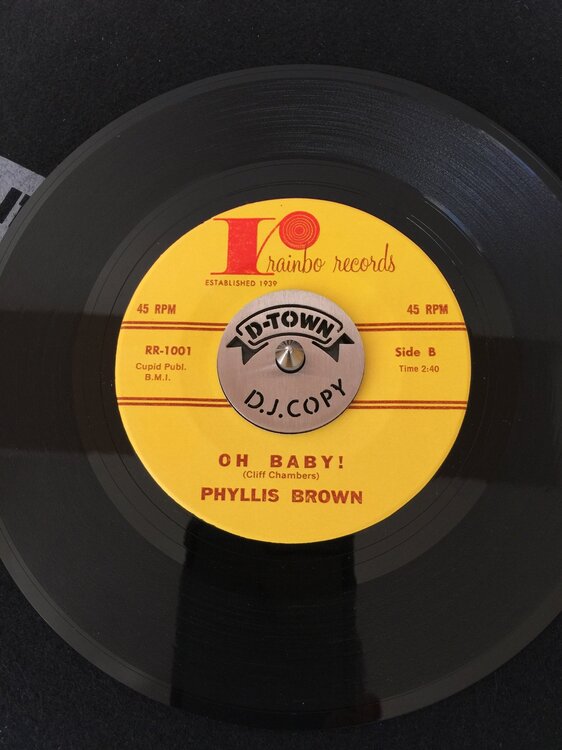 rainbo records
ESTABLISHED 1939
45 RPM
45 RPM
D-TOWN
D.J.COPY
RR-1001
Side B
Cupid Publ.
Time 2:40
B.M.I.
OH BABY!
(Cliff Chambers)
PHYLLIS BROWN